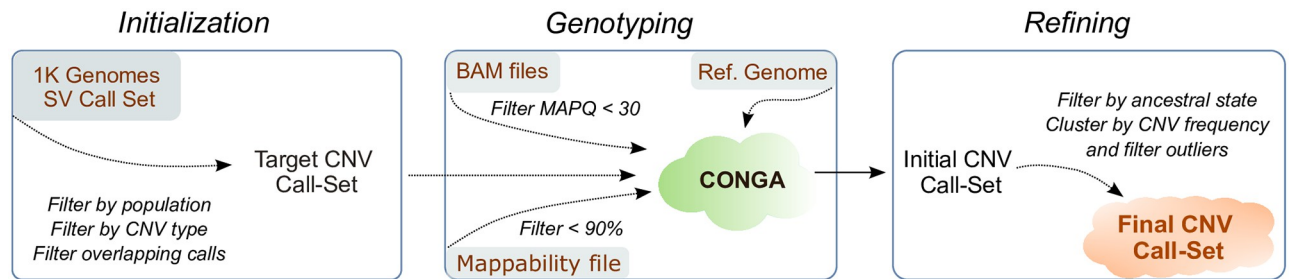 Initialization
1K Genomes
SV Call Set
Target CNV
Call-Set
Filter by population
Filter by CNV type
Filter overlapping calls
Genotyping
BAM files
Ref. Genome
Filter MAPQ < 30
CONGA
Filter < 90%
Mappability file
Refining
Filter by ancestral state
Cluster by CNV frequency
and filter outliers
Initial CNV
Call-Set
Final CNV
Call-Set